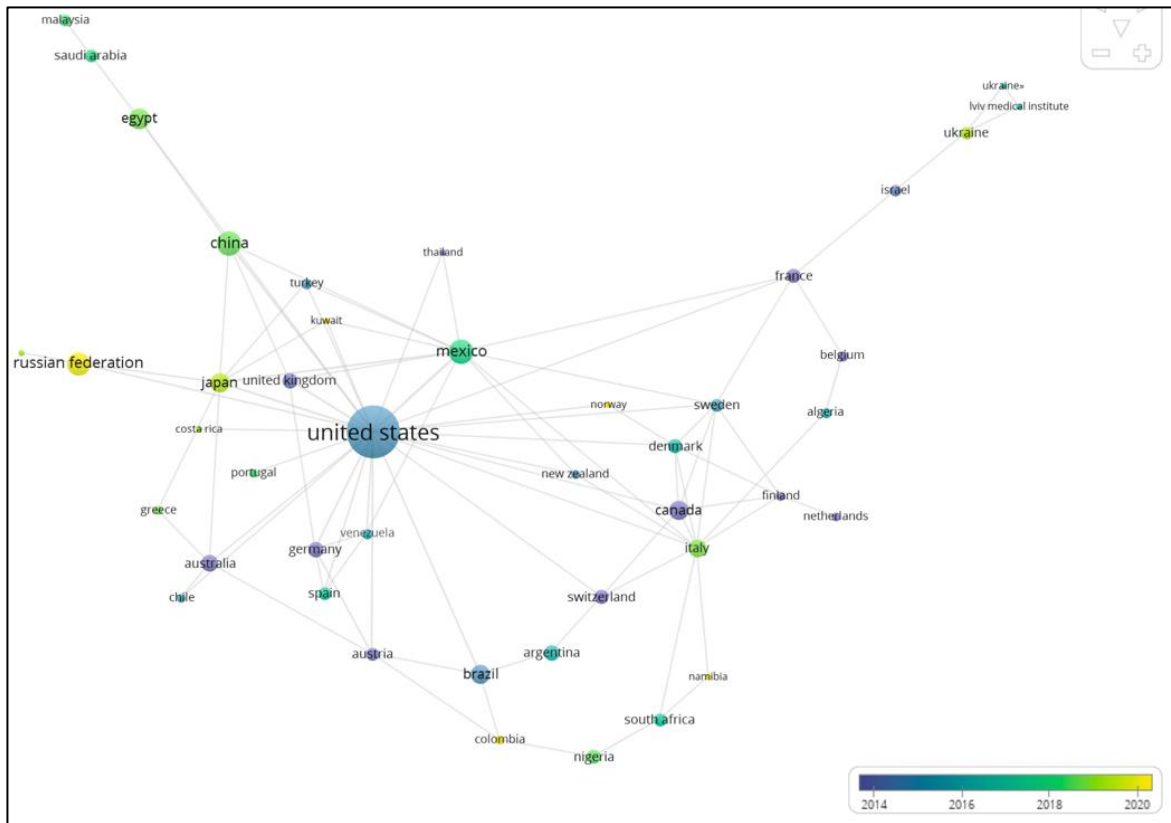 malaysia
saudi arabia
egypt
ukraine»
lviv medical institute
ukraine
israel
china
thailand
france
turkey
kuwait
mexico
belgium
russian federation
japan
united kingdom
norway
sweden
algeria
costa rica
united states
denmark
portugal
new zealand
finland
greece
canada
netherlands
venezuela
germany
italy
australia
spain
chile
switzerland
austria
argentina
brazil
namibia
south africa
colombia
nigeria
2014 2016 2018 2020